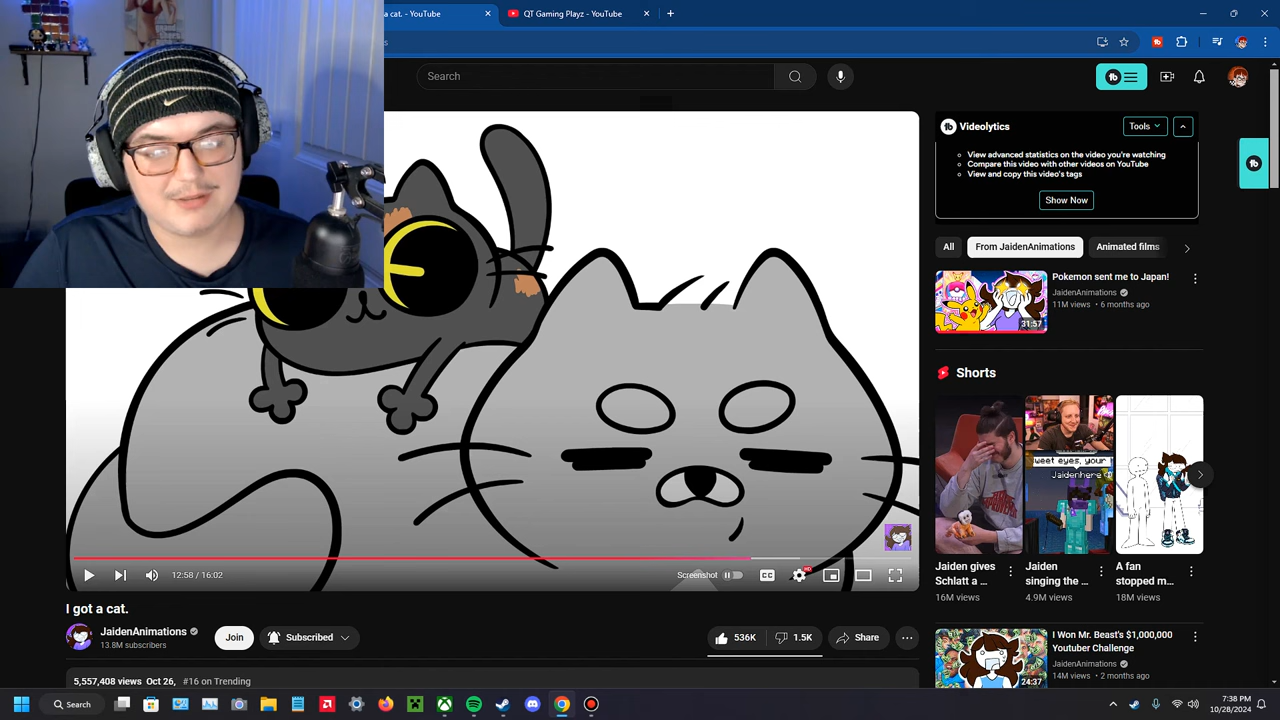 a cat. - YouTube
QT Gaming Playz - YouTube
Search
Videolytics
Tools
View advanced statistics on the video you're watching
Compare this video with other videos on YouTube
View and copy this video's tags
Show Now
All
From JaidenAnimations
Animated films
Pokemon sent me to Japan!
JaidenAnimations
11M views • 6 months ago
31:57
Shorts
weet eyes, your
Jaidenhere
Jaiden gives
Schlatt a ...
16M views
Jaiden
singing the ...
4.9M views
A fan
stopped m...
18M views
12:58 / 16:02
Screenshot
CC
HD
I got a cat.
JaidenAnimations
13.8M subscribers
Join
Subscribed
536K
1.5K
Share
5,557,408 views Oct 26,
#16 on Trending
I Won Mr. Beast's $1,000,000
Youtuber Challenge
JaidenAnimations
14M views • 2 months ago
24:37
Search
7:38 PM
10/28/2024